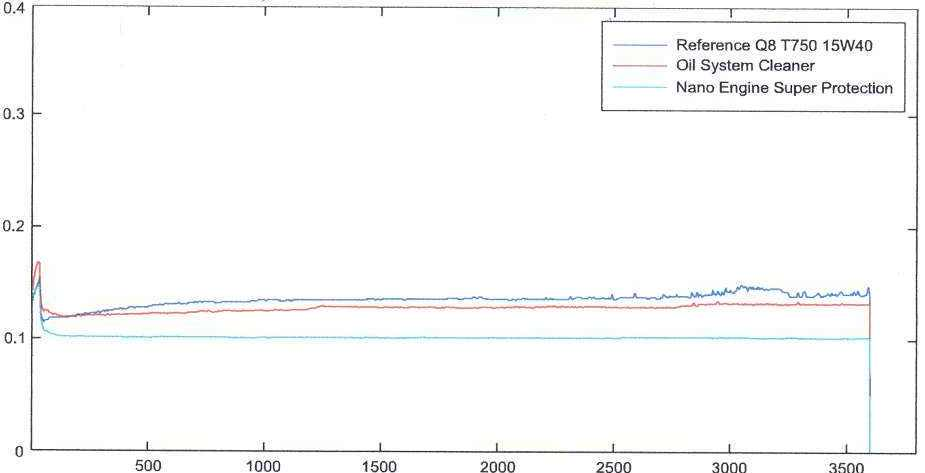 0.4
Reference Q8 T750 15W40
Oil System Cleaner
Nano Engine Super Protection
0.3
0.2
0.1
0
500 1000 1500 2000 2500 3000 3500